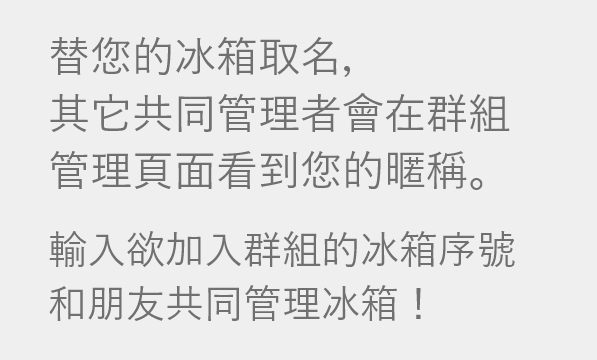 替您的冰箱取名,
其它共同管理者會在群組
管理頁面看到您的暱稱。
輸入欲加入群組的冰箱序號
和朋友共同管理冰箱！